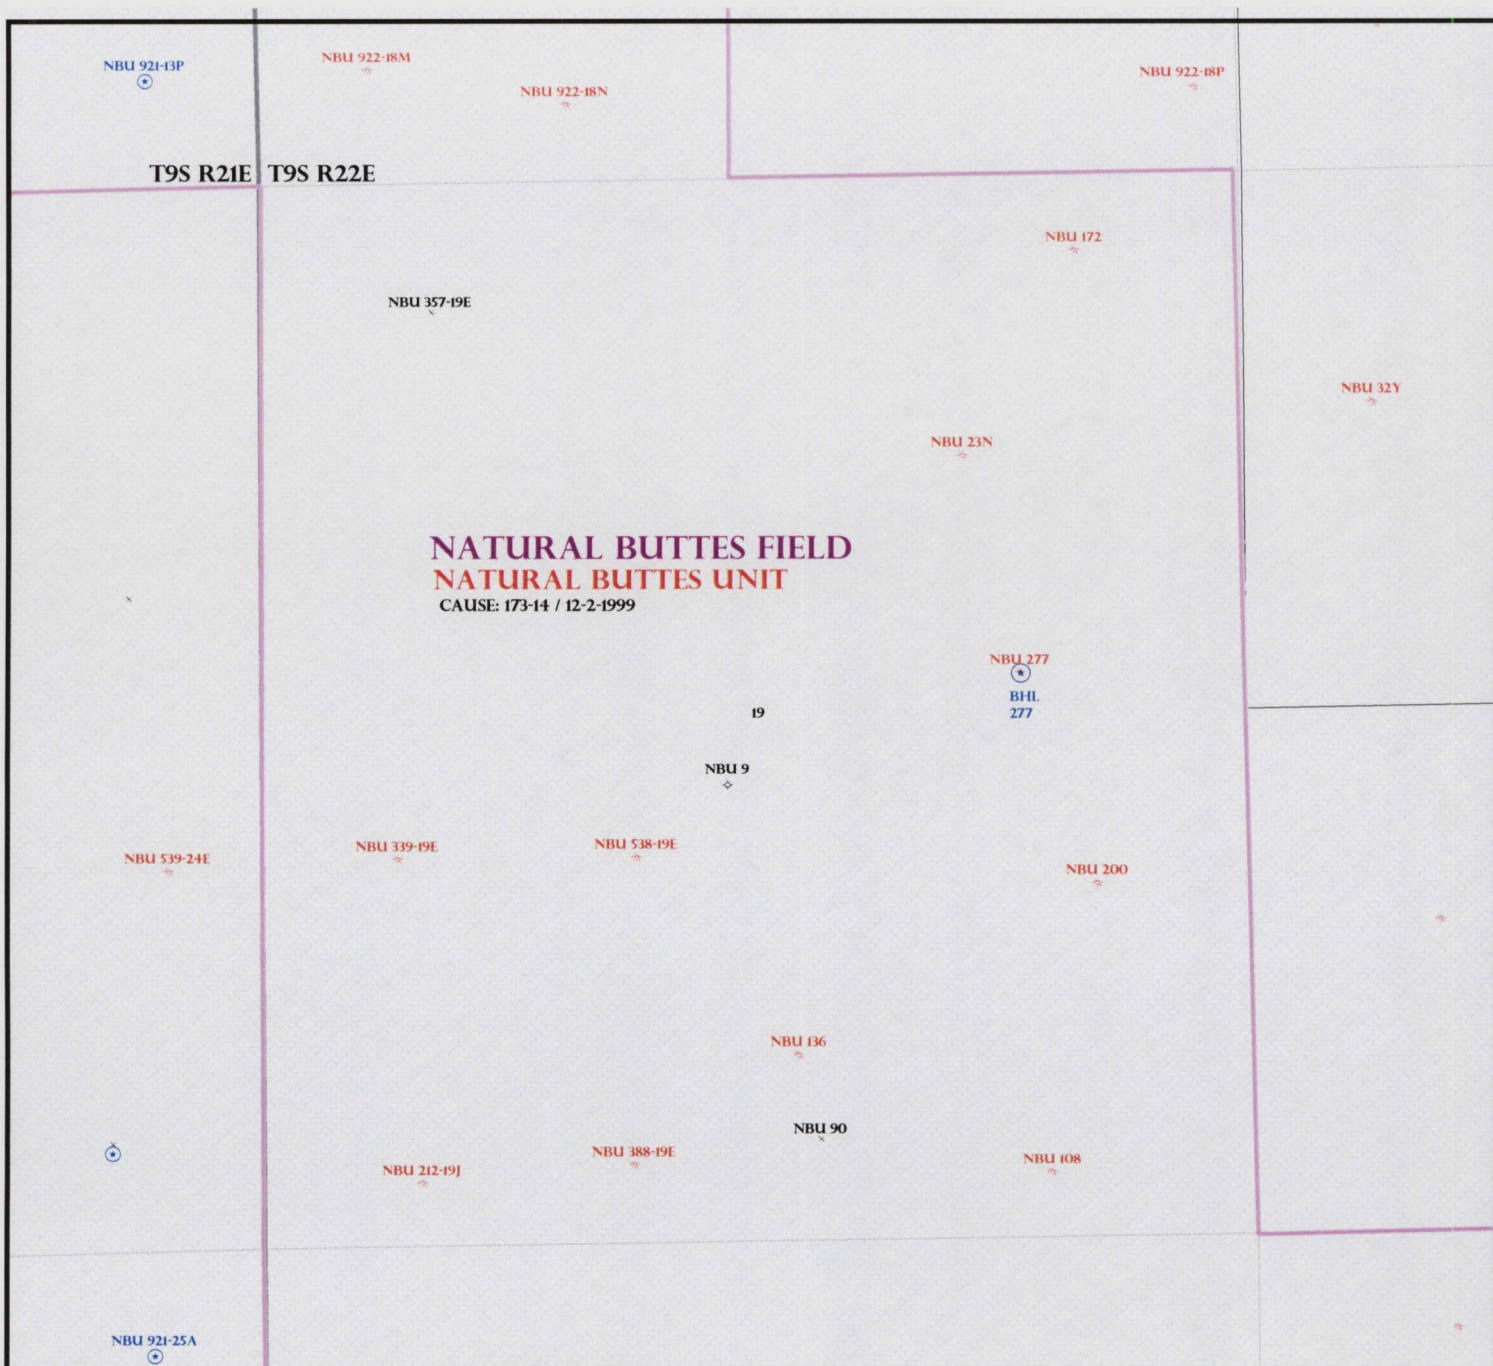 NBU 921-13P
NBU 922-18M
NBU 922-18N
NBU 922-18P
T9S R21E
T9S R22E
NBU 172
NBU 357-19E
NBU 32Y
NBU 23N
NATURAL BUTTES FIELD
NATURAL BUTTES UNIT
CAUSE: 173-14 / 12-2-1999
NBU 277
BHL
277
19
NBU 9
NBU 539-24E
NBU 339-19E
NBU 538-19E
NBU 200
NBU 136
NBU 90
NBU 212-19J
NBU 388-19E
NBU 108
NBU 921-25A